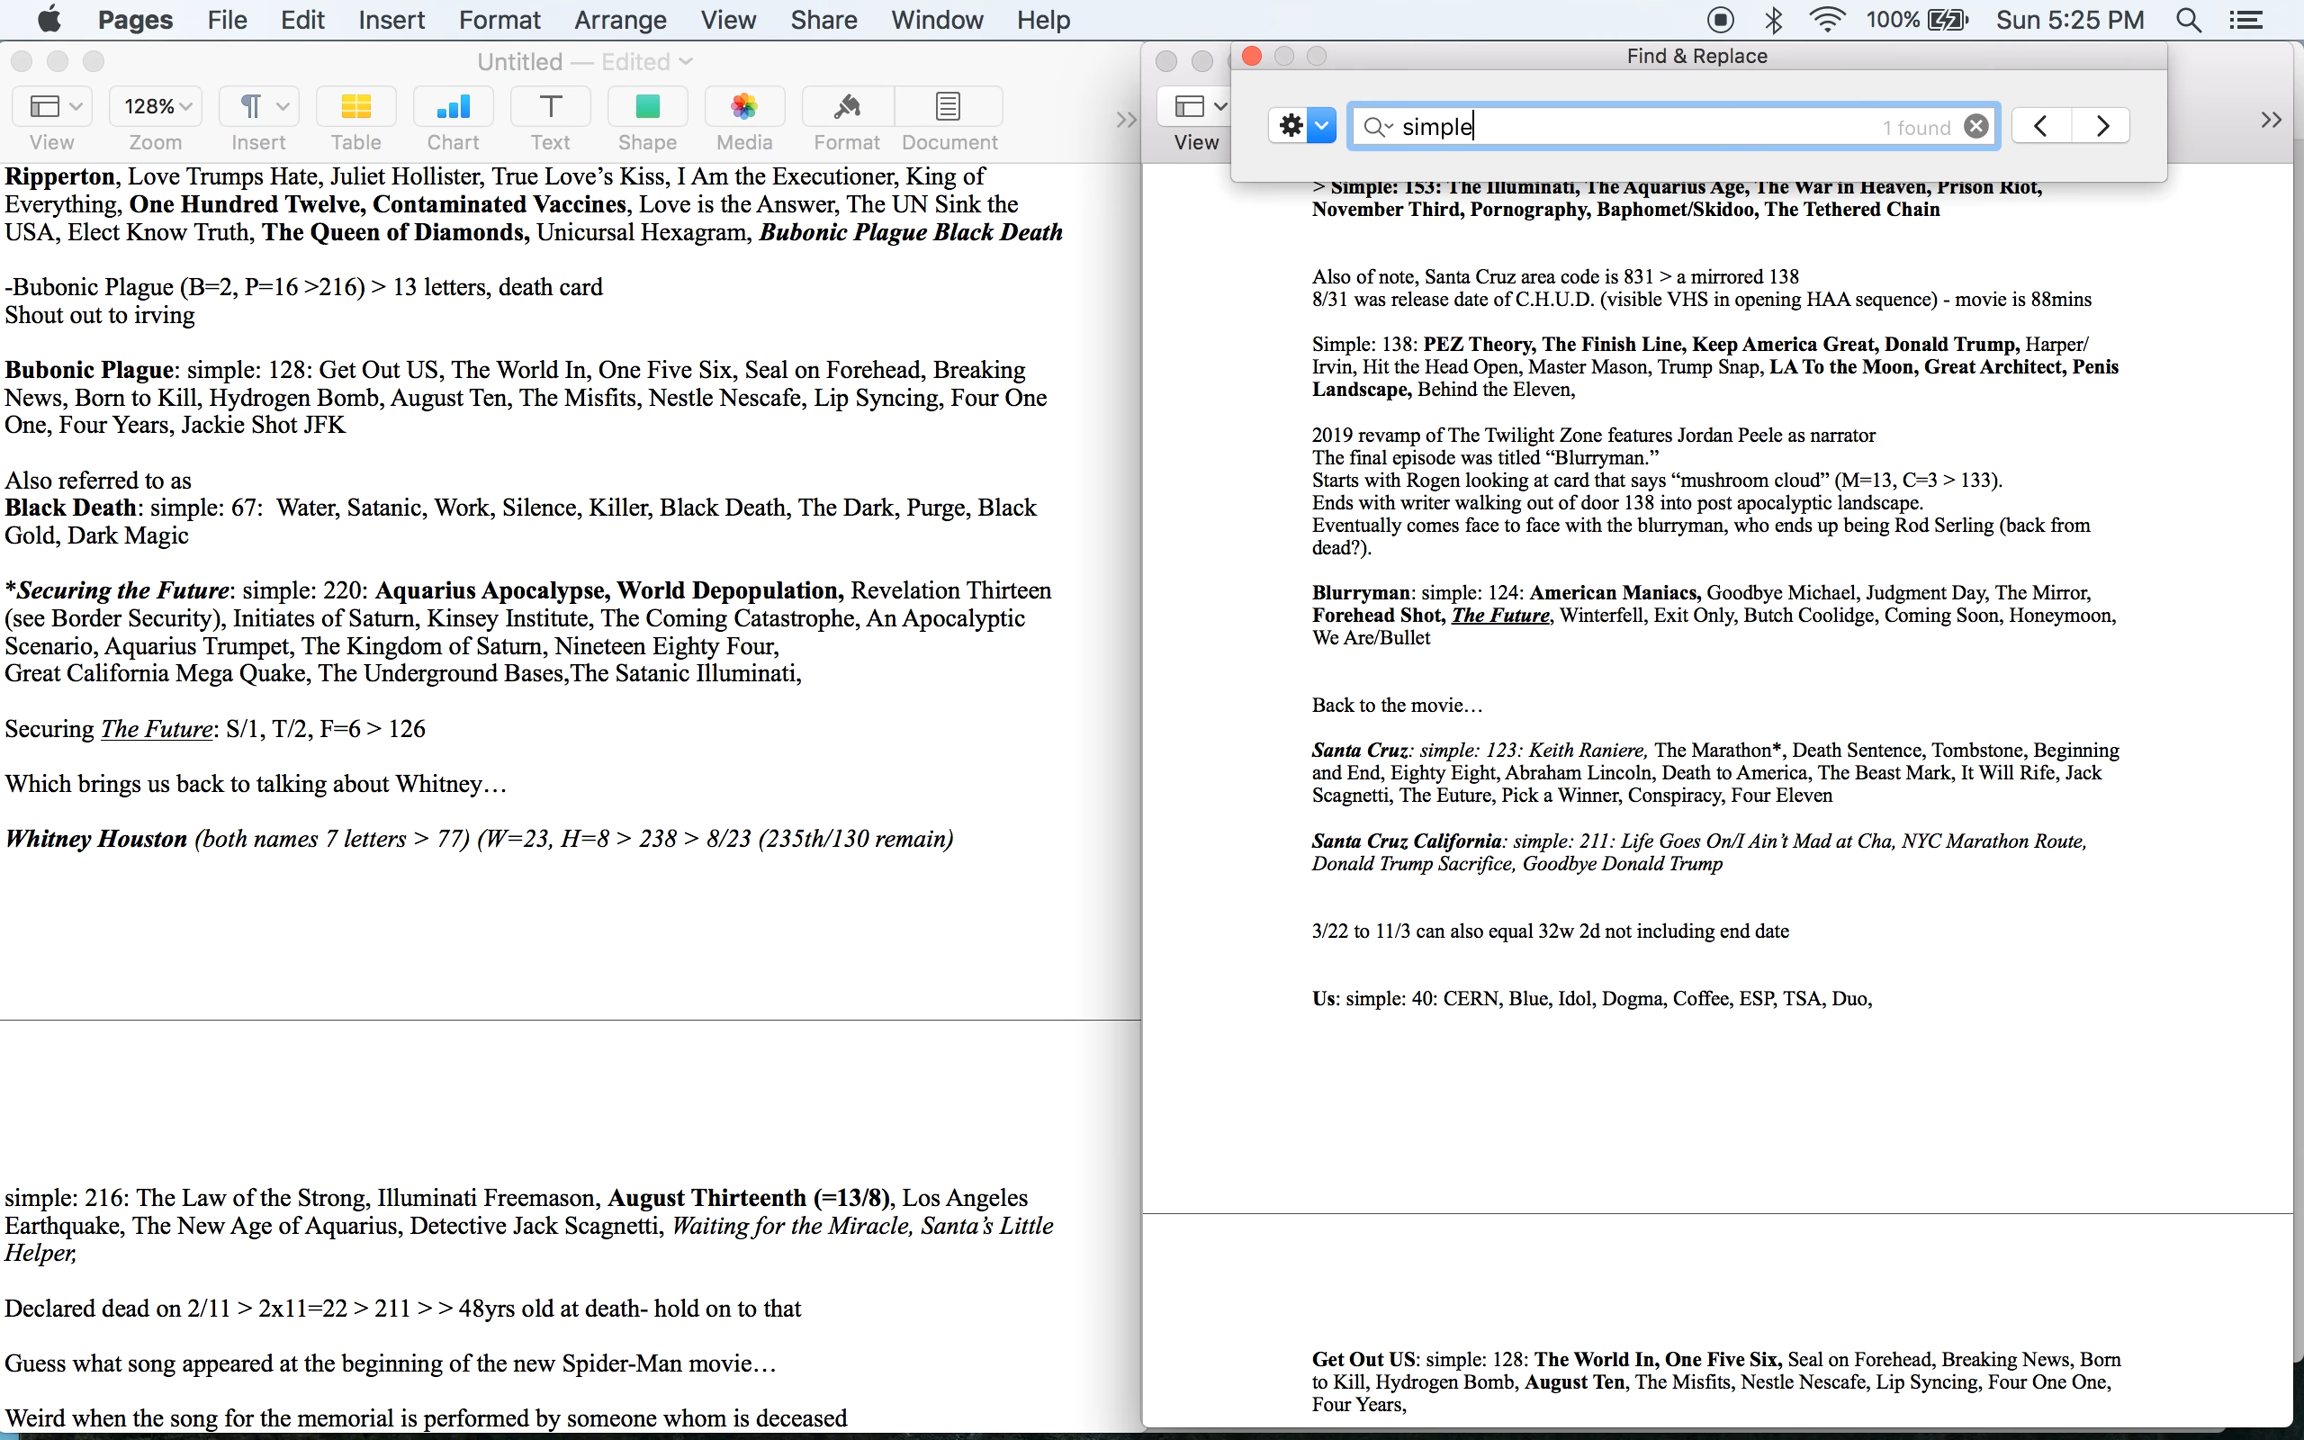 Pages File Edit Insert Format Arrange View Share Window Help 100% Sun 5:25 PM
Untitled — Edited
128%
View Zoom Insert Table Chart Text Shape Media Format Document
Ripperton, Love Trumps Hate, Juliet Hollister, True Love's Kiss, I Am the Executioner, King of
Everything, One Hundred Twelve, Contaminated Vaccines, Love is the Answer, The UN Sink the
USA, Elect Know Truth, The Queen of Diamonds, Unicursal Hexagram, Bubonic Plague Black Death
-Bubonic Plague (B=2, P=16 >216) > 13 letters, death card
Shout out to irving
Bubonic Plague: simple: 128: Get Out US, The World In, One Five Six, Seal on Forehead, Breaking
News, Born to Kill, Hydrogen Bomb, August Ten, The Misfits, Nestle Nescafe, Lip Syncing, Four One
One, Four Years, Jackie Shot JFK
Also referred to as
Black Death: simple: 67: Water, Satanic, Work, Silence, Killer, Black Death, The Dark, Purge, Black
Gold, Dark Magic
*Securing the Future: simple: 220: Aquarius Apocalypse, World Depopulation, Revelation Thirteen
(see Border Security), Initiates of Saturn, Kinsey Institute, The Coming Catastrophe, An Apocalyptic
Scenario, Aquarius Trumpet, The Kingdom of Saturn, Nineteen Eighty Four,
Great California Mega Quake, The Underground Bases,The Satanic Illuminati,
Securing The Future: S/1, T/2, F=6 > 126
Which brings us back to talking about Whitney…
Whitney Houston (both names 7 letters > 77) (W=23, H=8 > 238 > 8/23 (235th/130 remain)
simple: 216: The Law of the Strong, Illuminati Freemason, August Thirteenth (=13/8), Los Angeles
Earthquake, The New Age of Aquarius, Detective Jack Scagnetti, Waiting for the Miracle, Santa's Little
Helper,
Declared dead on 2/11 > 2x11=22 > 211 > > 48yrs old at death- hold on to that
Guess what song appeared at the beginning of the new Spider-Man movie…
Weird when the song for the memorial is performed by someone whom is deceased
Find & Replace
simple 1 found
View
> Simple: 153: The Illuminati, The Aquarius Age, The War in Heaven, Prison Riot,
November Third, Pornography, Baphomet/Skidoo, The Tethered Chain
Also of note, Santa Cruz area code is 831 > a mirrored 138
8/31 was release date of C.H.U.D. (visible VHS in opening HAA sequence) - movie is 88mins
Simple: 138: PEZ Theory, The Finish Line, Keep America Great, Donald Trump, Harper/
Irvin, Hit the Head Open, Master Mason, Trump Snap, LA To the Moon, Great Architect, Penis
Landscape, Behind the Eleven,
2019 revamp of The Twilight Zone features Jordan Peele as narrator
The final episode was titled “Blurryman.”
Starts with Rogen looking at card that says “mushroom cloud” (M=13, C=3 > 133).
Ends with writer walking out of door 138 into post apocalyptic landscape.
Eventually comes face to face with the blurryman, who ends up being Rod Serling (back from
dead?).
Blurryman: simple: 124: American Maniacs, Goodbye Michael, Judgment Day, The Mirror,
Forehead Shot, The Future, Winterfell, Exit Only, Butch Coolidge, Coming Soon, Honeymoon,
We Are/Bullet
Back to the movie…
Santa Cruz: simple: 123: Keith Raniere, The Marathon*, Death Sentence, Tombstone, Beginning
and End, Eighty Eight, Abraham Lincoln, Death to America, The Beast Mark, It Will Rife, Jack
Scagnetti, The Euture, Pick a Winner, Conspiracy, Four Eleven
Santa Cruz California: simple: 211: Life Goes On/I Ain't Mad at Cha, NYC Marathon Route,
Donald Trump Sacrifice, Goodbye Donald Trump
3/22 to 11/3 can also equal 32w 2d not including end date
Us: simple: 40: CERN, Blue, Idol, Dogma, Coffee, ESP, TSA, Duo,
Get Out US: simple: 128: The World In, One Five Six, Seal on Forehead, Breaking News, Born
to Kill, Hydrogen Bomb, August Ten, The Misfits, Nestle Nescafe, Lip Syncing, Four One One,
Four Years,